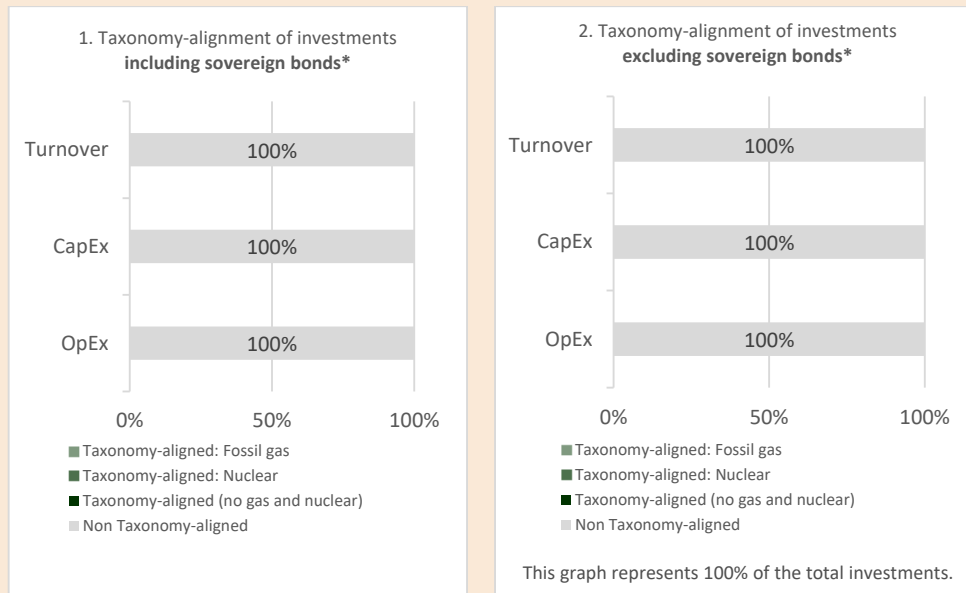 1. Taxonomy-alignment of investments
including sovereign bonds*
Turnover
100%
CapEx
100%
OpEx
100%
0%
50%
100%
Taxonomy-aligned: Fossil gas
Taxonomy-aligned: Nuclear
Taxonomy-aligned (no gas and nuclear)
Non Taxonomy-aligned
2. Taxonomy-alignment of investments
excluding sovereign bonds*
Turnover
100%
CapEx
100%
OpEx
100%
0%
50%
100%
Taxonomy-aligned: Fossil gas
Taxonomy-aligned: Nuclear
Taxonomy-aligned (no gas and nuclear)
Non Taxonomy-aligned
This graph represents 100% of the total investments.